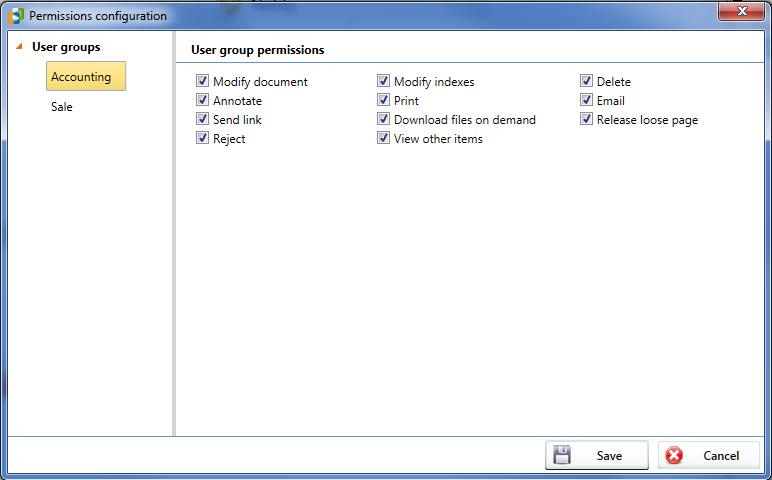 Permissions configuration
User groups
Accounting
Sale
User group permissions
Modify document Modify indexes Delete
Annotate Print Email
Send link Download files on demand Release loose page
Reject View other items
Save Cancel